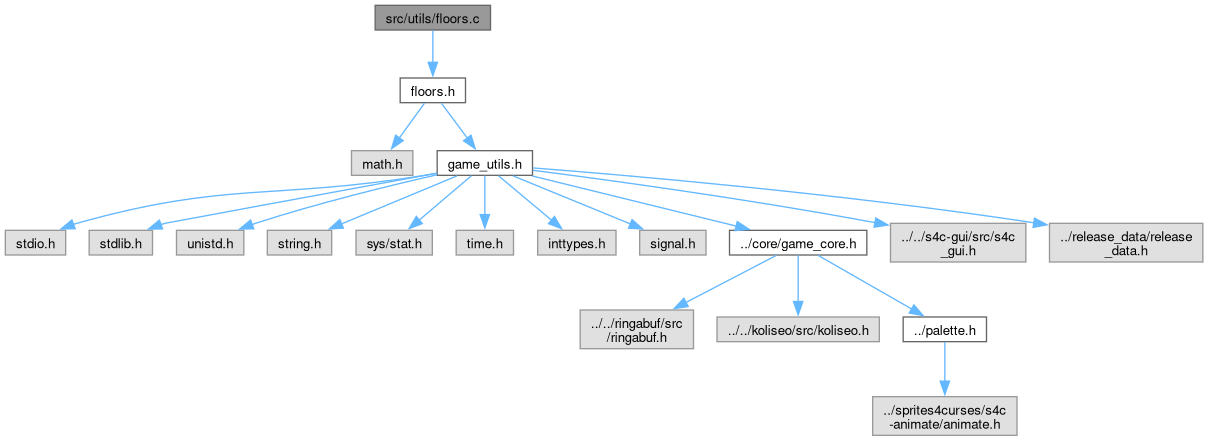 src/utils/floors.c
floors.h
math.h
game_utils.h
stdio.h
stdlib.h
unistd.h
string.h
sys/stat.h
time.h
inttypes.h
signal.h
../core/game_core.h
../../s4c-gui/src/s4c
_gui.h
../release_data/release
_data.h
../../ringabuf/src
/ringabuf.h
../../koliseo/src/koliseo.h
../palette.h
../sprites4curses/s4c
-animate/animate.h